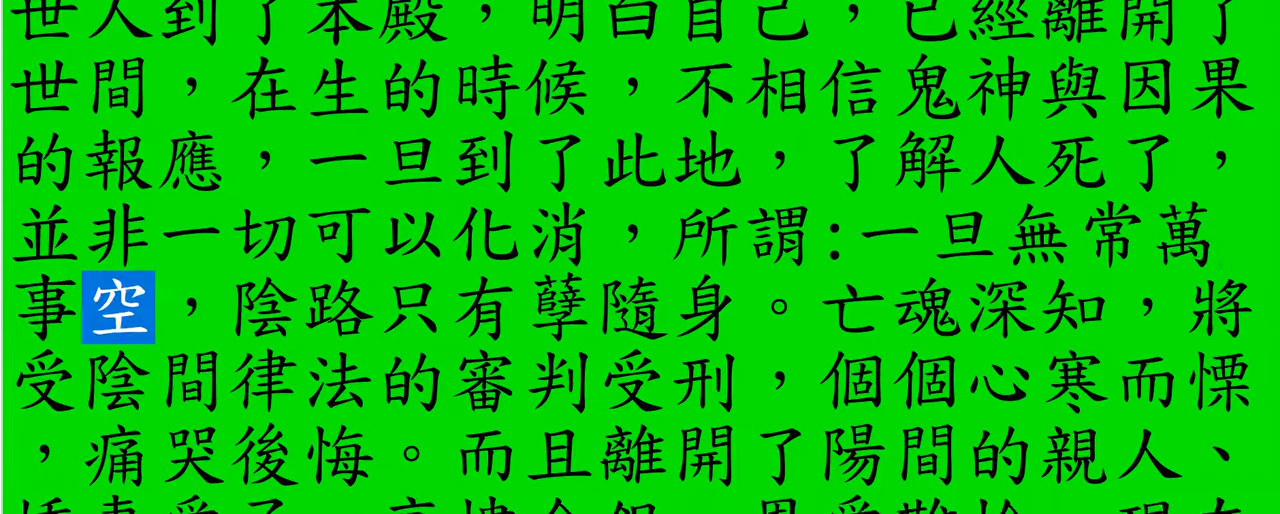 世人到了本殿，明白自己，已經離開了
世間，在生的時候，不相信鬼神與因果
的報應，一旦到了此地，了解人死了，
並非一切可以化消，所謂:一旦無常萬
事空，陰路只有孽隨身。亡魂深知，將
受陰間律法的審判受刑，個個心寒而慄
，痛哭後悔。而且離開了陽間的親人、